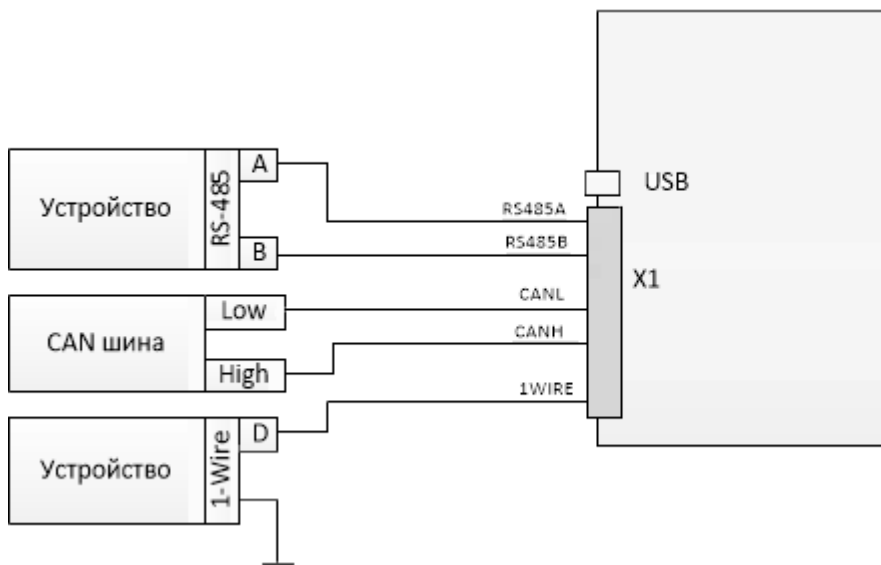 USB
Устройство
RS-485
A
B
RS485A
RS485B
X1
CAN шина
Low
High
CANL
CANH
Устройство
1-Wire
D
1WIRE